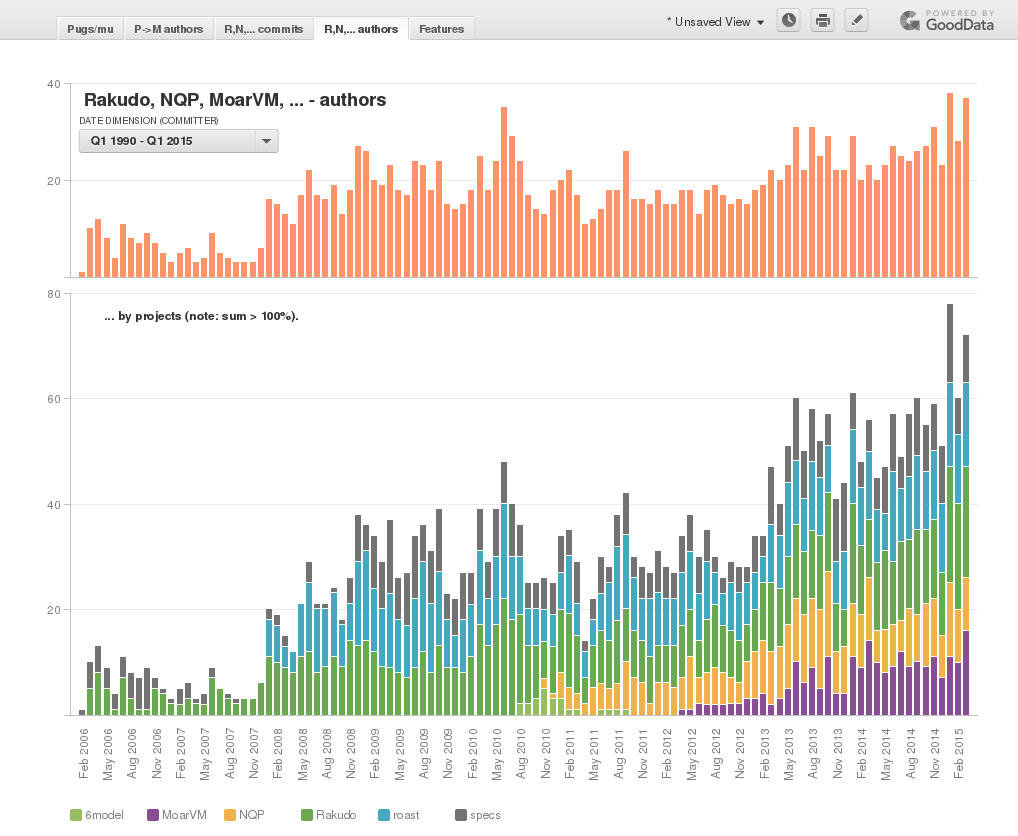 Pugs/mu P->M authors R,N,... commits R,N,... authors Features * Unsaved View POWERED BY
GoodData
40
Rakudo, NQP, MoarVM, ... - authors
DATE DIMENSION (COMMITTER)
Q1 1990 - Q1 2015
20
80
... by projects (note: sum > 100%).
60
40
20
Feb 2006 May 2006 Aug 2006 Nov 2006 Feb 2007 May 2007 Aug 2007 Nov 2007 Feb 2008 May 2008 Aug 2008 Nov 2008 Feb 2009 May 2009 Aug 2009 Nov 2009 Feb 2010 May 2010 Aug 2010 Nov 2010 Feb 2011 May 2011 Aug 2011 Nov 2011 Feb 2012 May 2012 Aug 2012 Nov 2012 Feb 2013 May 2013 Aug 2013 Nov 2013 Feb 2014 May 2014 Aug 2014 Nov 2014 Feb 2015
6model MoarVM NQP Rakudo roast specs